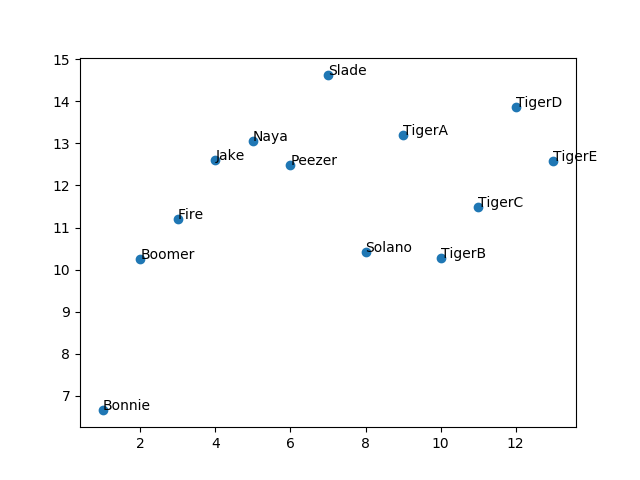 15
Slade
14
TigerD
13
Naya
TigerA
Jake
Peezer
TigerE
12
Fire
TigerC
11
Boomer
Solano
TigerB
10
9
8
7
Bonnie
2 4 6 8 10 12